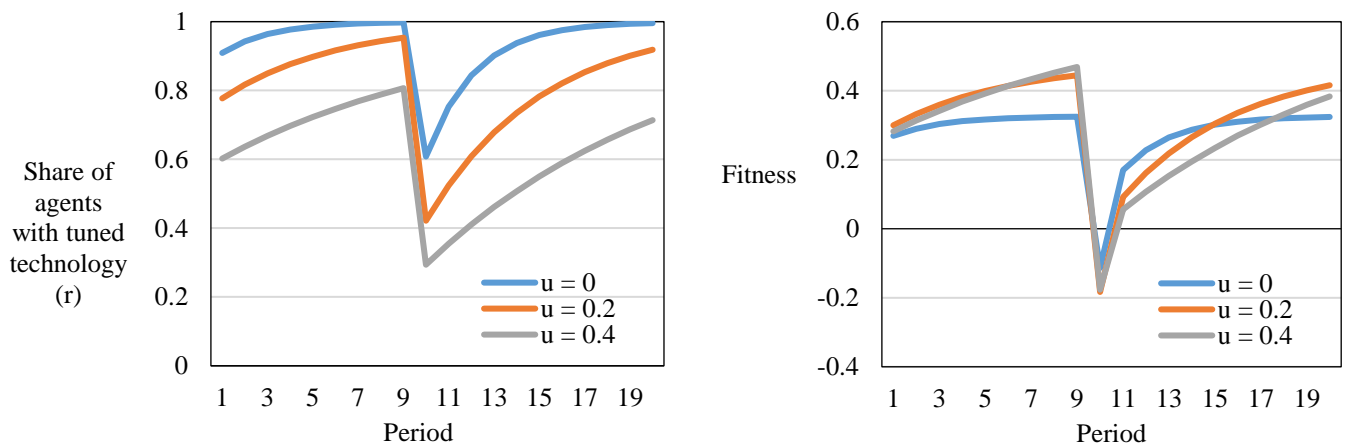 1
0.8
0.6
0.4
0.2
0
Share of
agents
with tuned
technology
(r)
u = 0
u = 0.2
u = 0.4
1 3 5 7 9 11 13 15 17 19
Period
0.6
0.4
0.2
0
-0.2
-0.4
Fitness
u = 0
u = 0.2
u = 0.4
1 3 5 7 9 11 13 15 17 19
Period